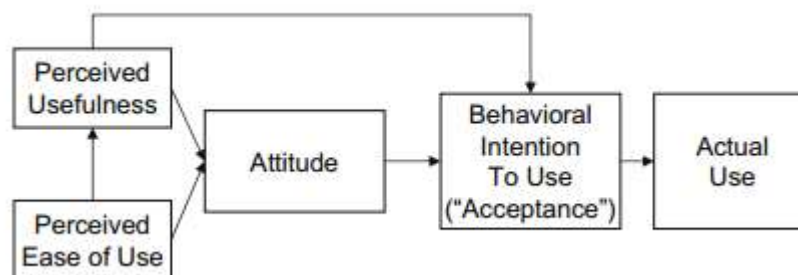 Perceived
Usefulness
Perceived
Ease of Use
Attitude
Behavioral
Intention
To Use
(“Acceptance”)
Actual
Use